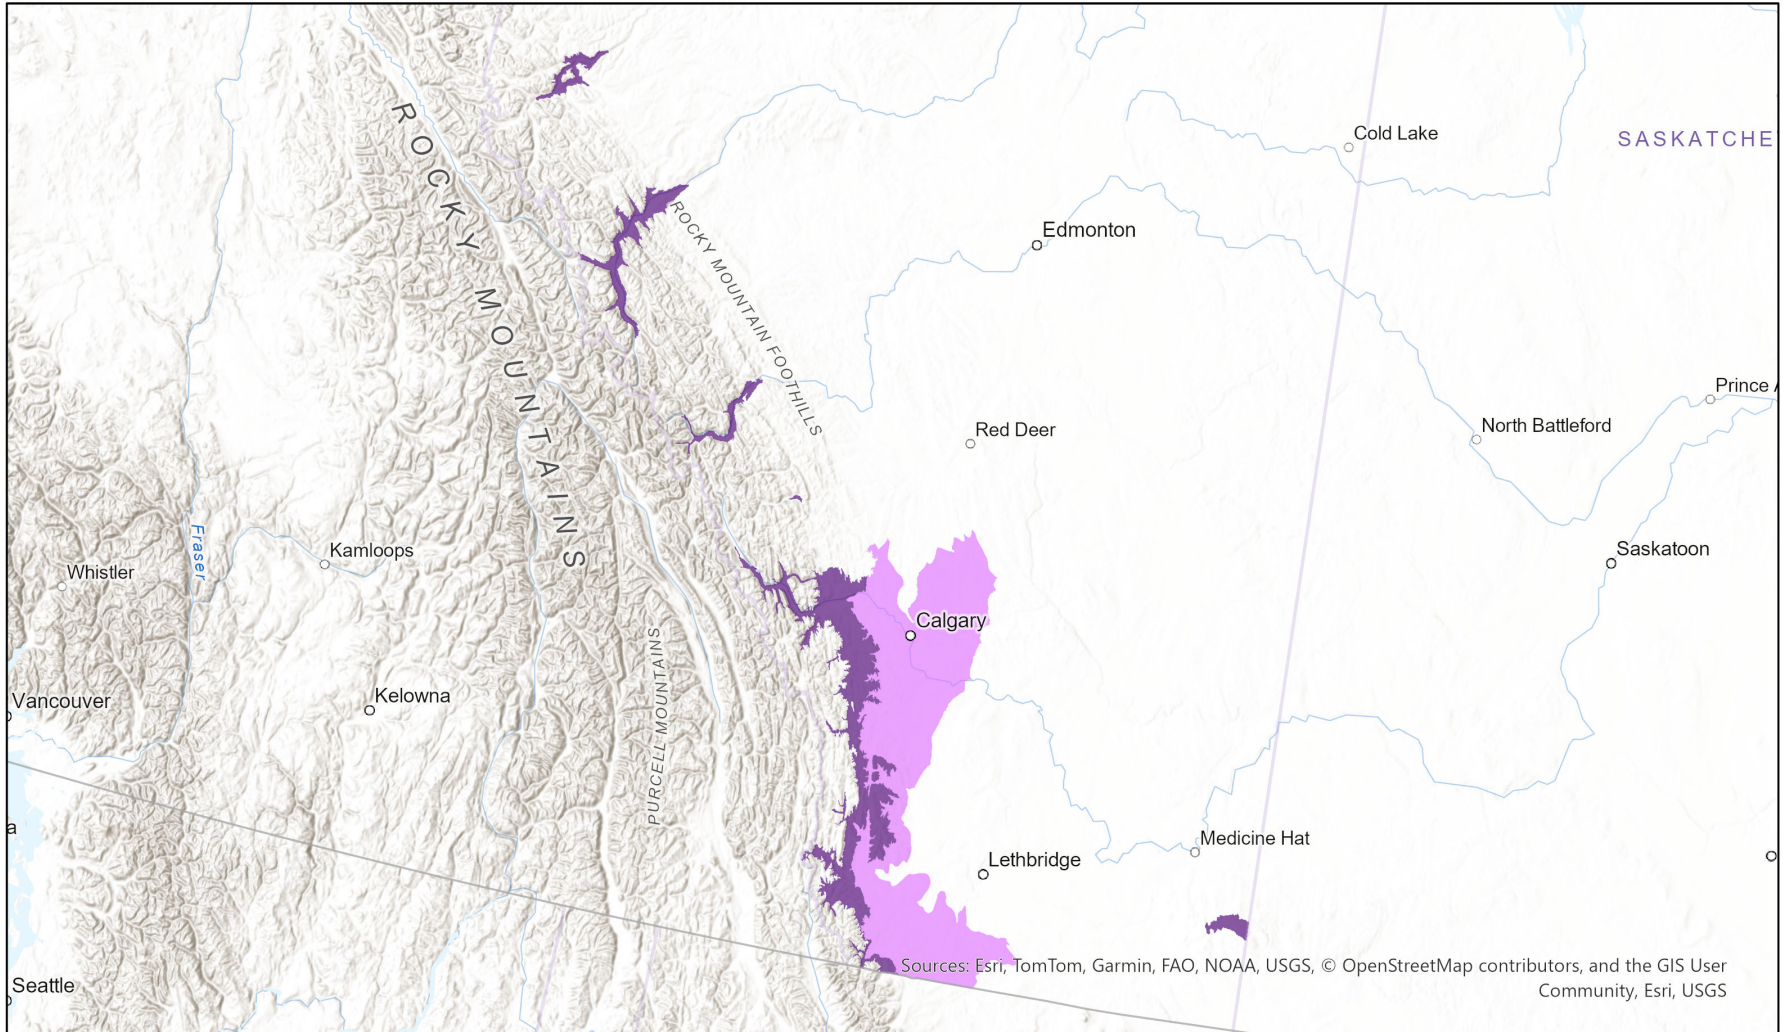 Cold Lake
SASKATCHE
ROCKY MOUNTAINS
ROCKY MOUNTAIN FOOTHILLS
Edmonton
Prince
North Battleford
Red Deer
Fraser
Kamloops
Whistler
Saskatoon
Calgary
PURCELL MOUNTAINS
Kelowna
Vancouver
a
Medicine Hat
Lethbridge
Sources: Esri, TomTom, Garmin, FAO, NOAA, USGS, © OpenStreetMap contributors, and the GIS User
Community, Esri, USGS
Seattle